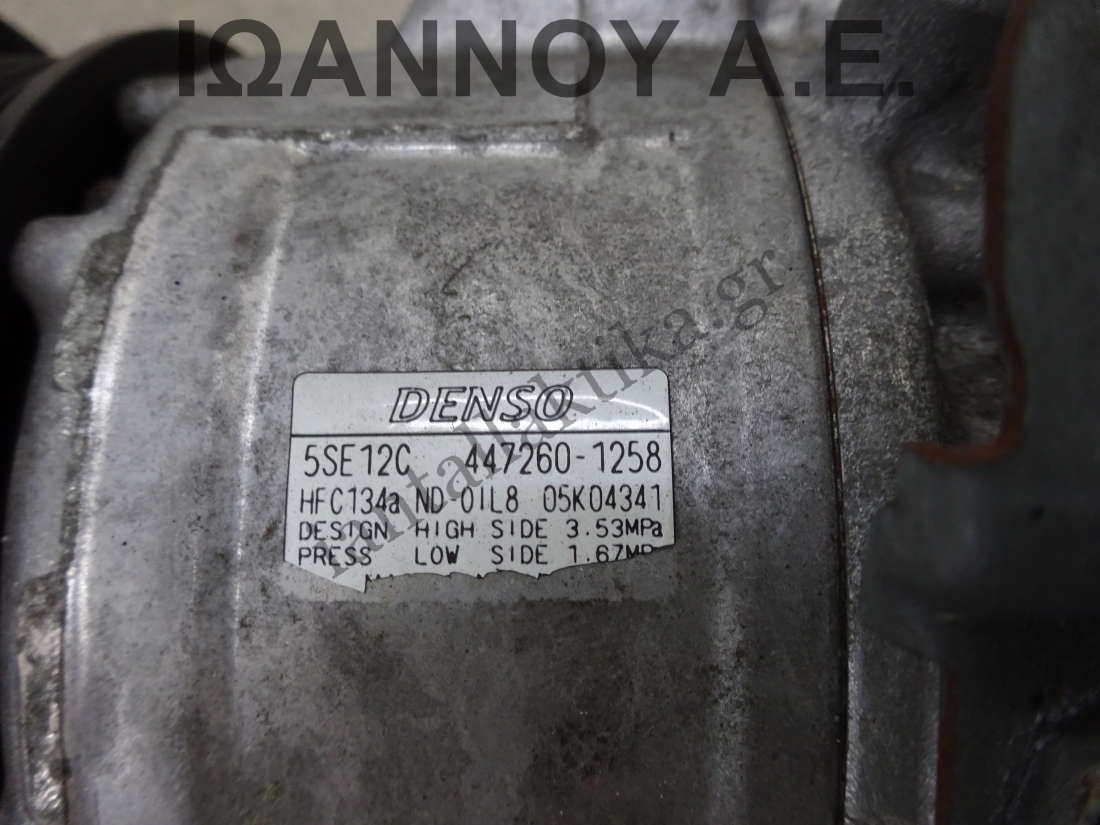 ΙΩΑΝΝΟΥ Α.Ε.
antallaktika.gr
DENSO
5SE12C 447260-1258
HFC134a ND-OIL8 05K04341
DESIGN HIGH SIDE 3.53MPa
PRESS LOW SIDE 1.67MP